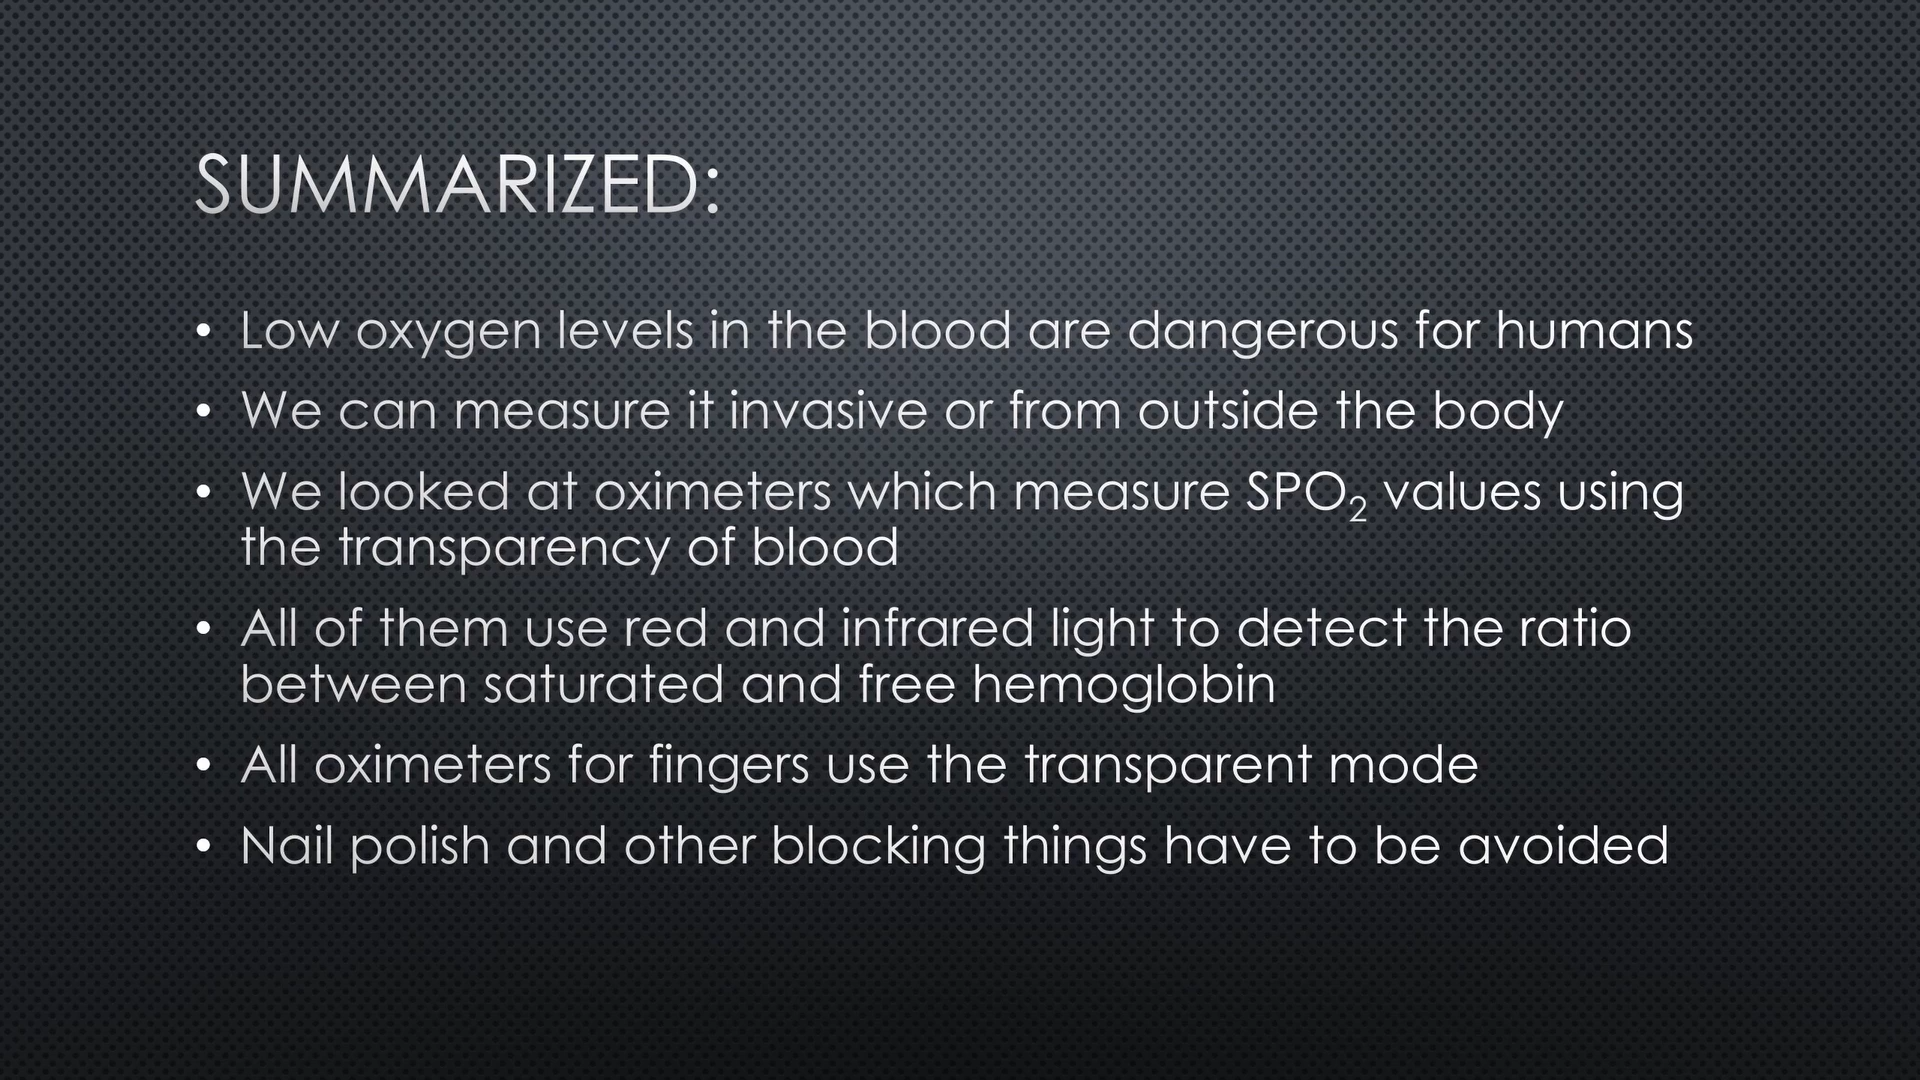 SUMMARIZED:
• Low oxygen levels in the blood are dangerous for humans
• We can measure it invasive or from outside the body
• We looked at oximeters which measure SPO₂ values using
the transparency of blood
• All of them use red and infrared light to detect the ratio
between saturated and free hemoglobin
• All oximeters for fingers use the transparent mode
• Nail polish and other blocking things have to be avoided